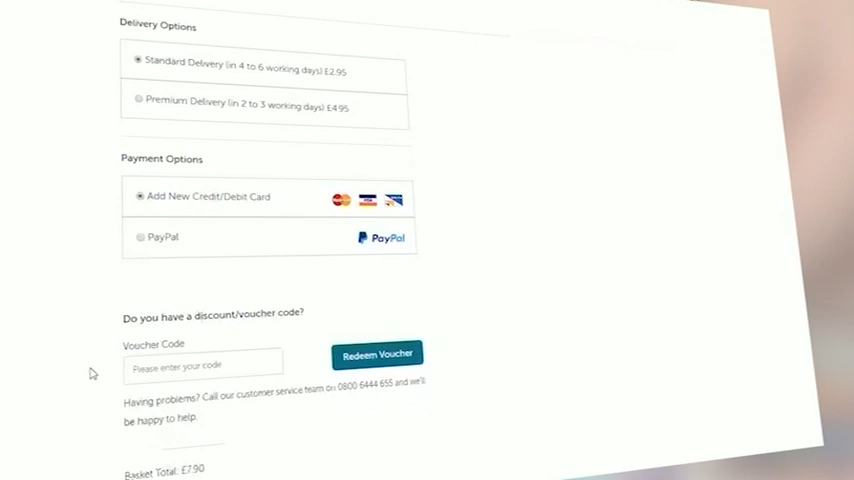 Delivery Options
Standard Delivery (in 4 to 6 working days) £2.95
Premium Delivery (in 2 to 3 working days) £4.95
Payment Options
Add New Credit/Debit Card
PayPal
PayPal
Do you have a discount/voucher code?
Voucher Code
Please enter your code
Redeem Voucher
Having problems? Call our customer service team on 0800 6444 655 and we'll
be happy to help.
Basket Total: £7.90